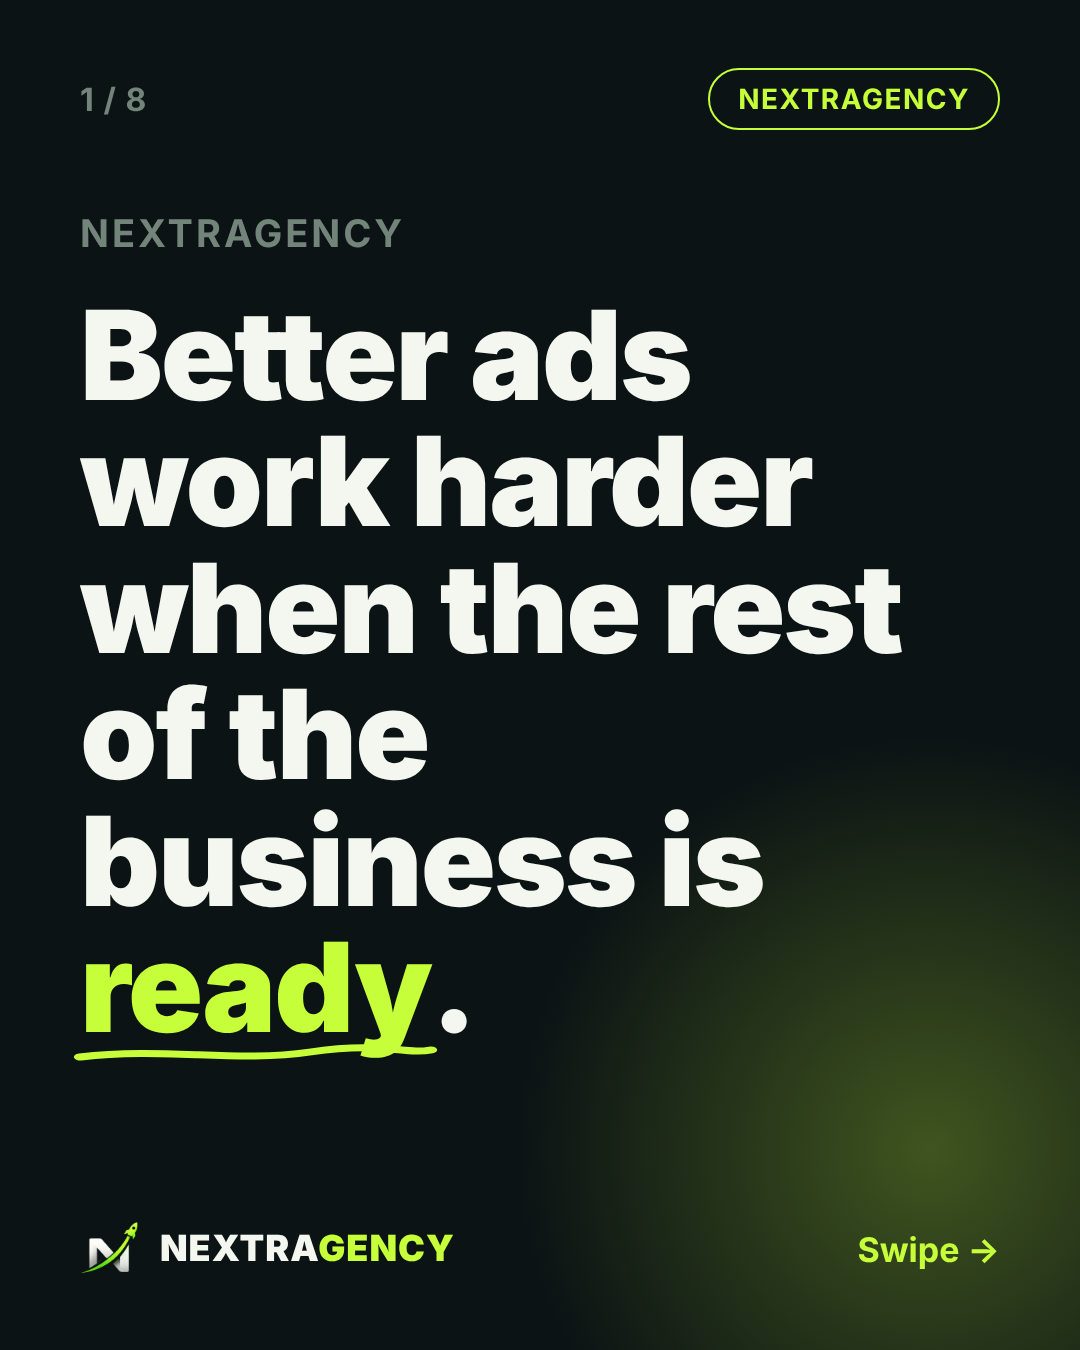 1 / 8
NEXTRAGENCY
NEXTRAGENCY
Better ads
work harder
when the rest
of the
business is
ready.
NEXTRAGENCY
Swipe →